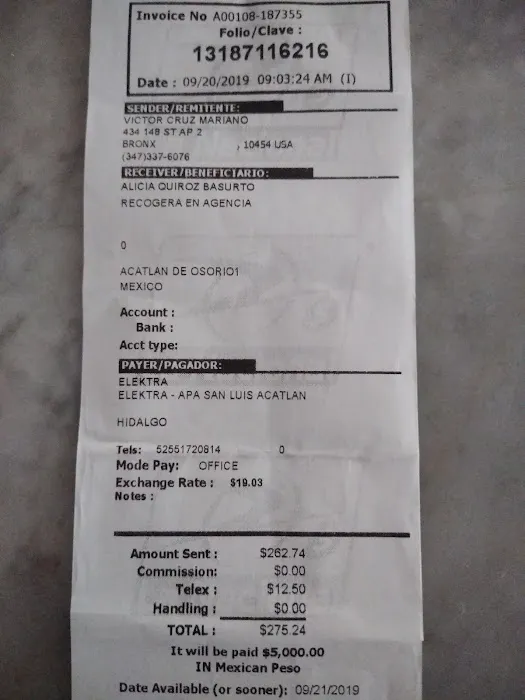 Invoice No A00108-187355
Folio/Clave :
13187116216
Date : 09/20/2019 09:03:24 AM (I)
SENDER/REMITENTE:
VICTOR CRUZ MARIANO
434 148 ST AP 2
BRONX , 10454 USA
(347)337-6076
RECEIVER/BENEFICIARIO:
ALICIA QUIROZ BASURTO
RECOGERA EN AGENCIA
0
ACATLAN DE OSORIO1
MEXICO
Account :
Bank :
Acct type:
PAYER/PAGADOR:
ELEKTRA
ELEKTRA - APA SAN LUIS ACATLAN
HIDALGO
Tels: 52551720814 0
Mode Pay: OFFICE
Exchange Rate : $19.03
Notes :
Amount Sent : $262.74
Commission: $0.00
Telex : $12.50
Handling : $0.00
TOTAL : $275.24
It will be paid $5,000.00
IN Mexican Peso
Date Available (or sooner): 09/21/2019